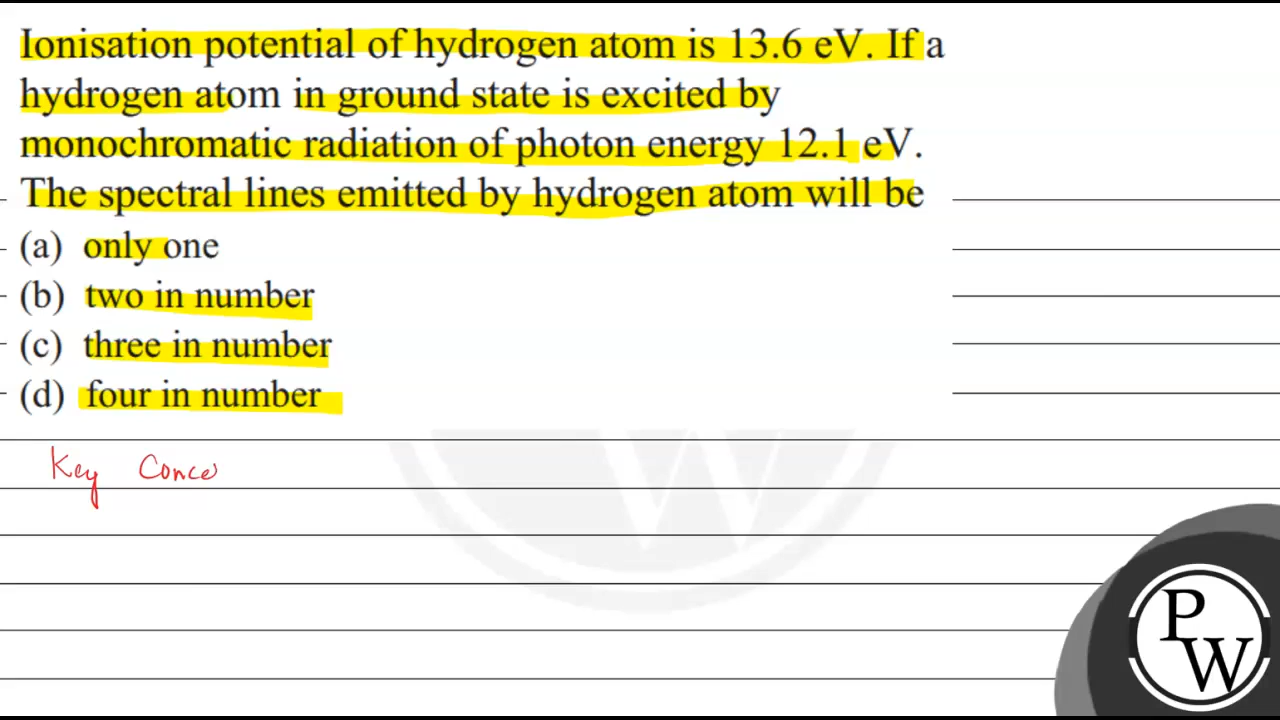 Ionisation potential of hydrogen atom is 13.6 eV. If a
hydrogen atom in ground state is excited by
monochromatic radiation of photon energy 12.1 eV.
The spectral lines emitted by hydrogen atom will be
(a) only one
(b) two in number
(c) three in number
(d) four in number
Key Conce
P
W